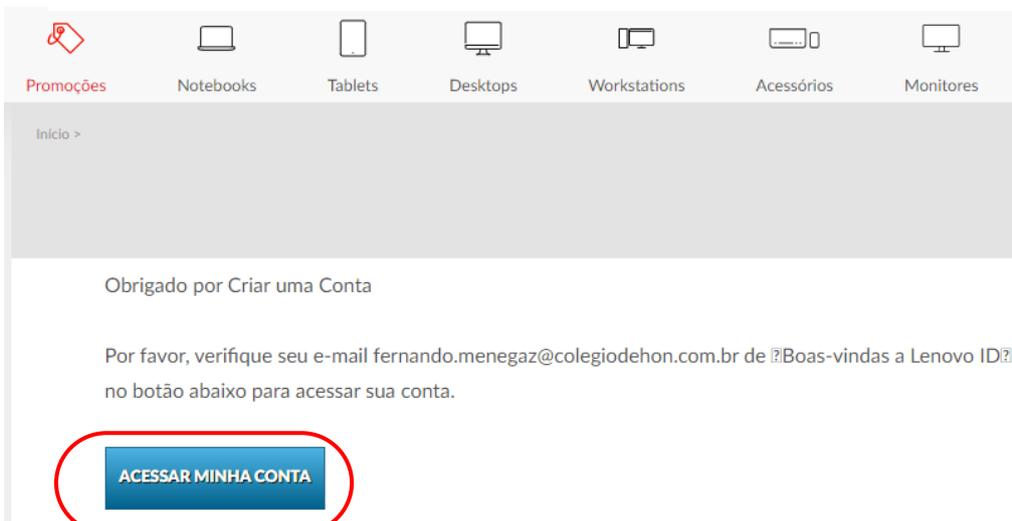 Promoções Notebooks Tablets Desktops Workstations Acessórios Monitores
Início >
Obrigado por Criar uma Conta
Por favor, verifique seu e-mail fernando.menegaz@colegiodehon.com.br de ⍰Boas-vindas a Lenovo ID⍰
no botão abaixo para acessar sua conta.
ACESSAR MINHA CONTA